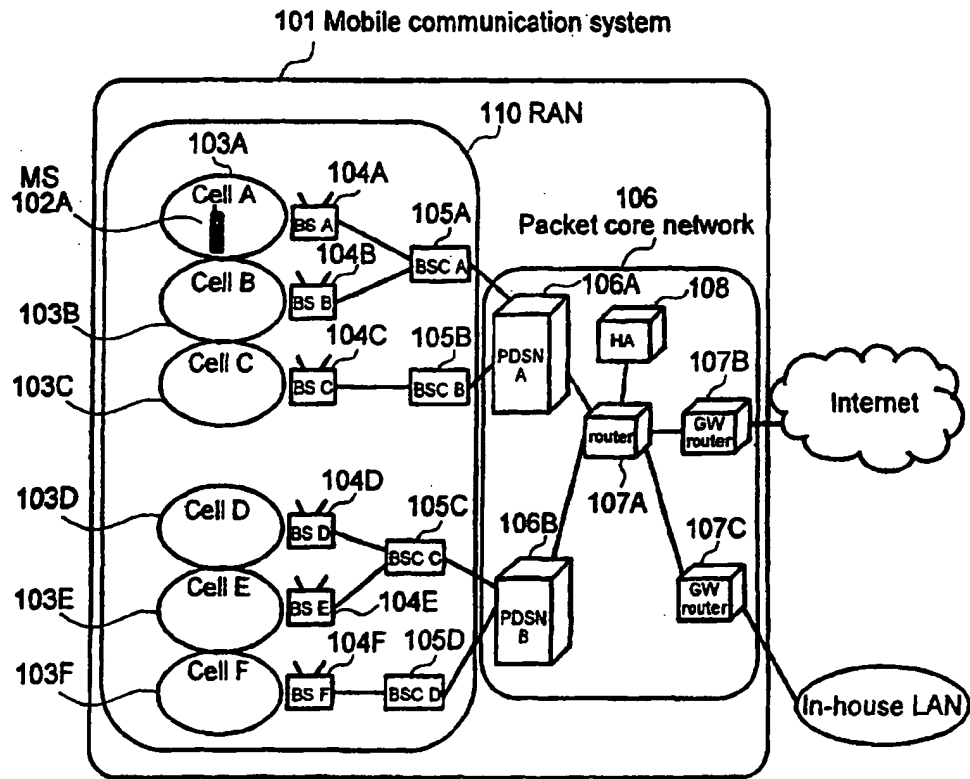 101 Mobile communication system
110 RAN
103A
MS
102A
Cell A
104A
BS A
105A
BSC A
106
Packet core network
Cell B
104B
BS B
103B
106A
108
HA
PDSN
A
Cell C
104C
BS C
105B
BSC B
103C
107B
GW
router
Internet
router
107A
103D
Cell D
104D
BS D
105C
BSC C
106B
107C
GW
router
103E
Cell E
BS E
104E
PDSN
B
103F
Cell F
104F
BS F
105D
BSC D
In-house LAN